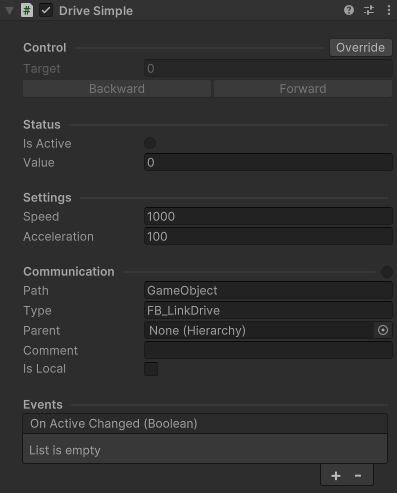 # Drive Simple
Control Override
Target 0
Backward Forward
Status
Is Active
Value 0
Settings
Speed 1000
Acceleration 100
Communication
Path GameObject
Type FB_LinkDrive
Parent None (Hierarchy)
Comment
Is Local
Events
On Active Changed (Boolean)
List is empty
+ -